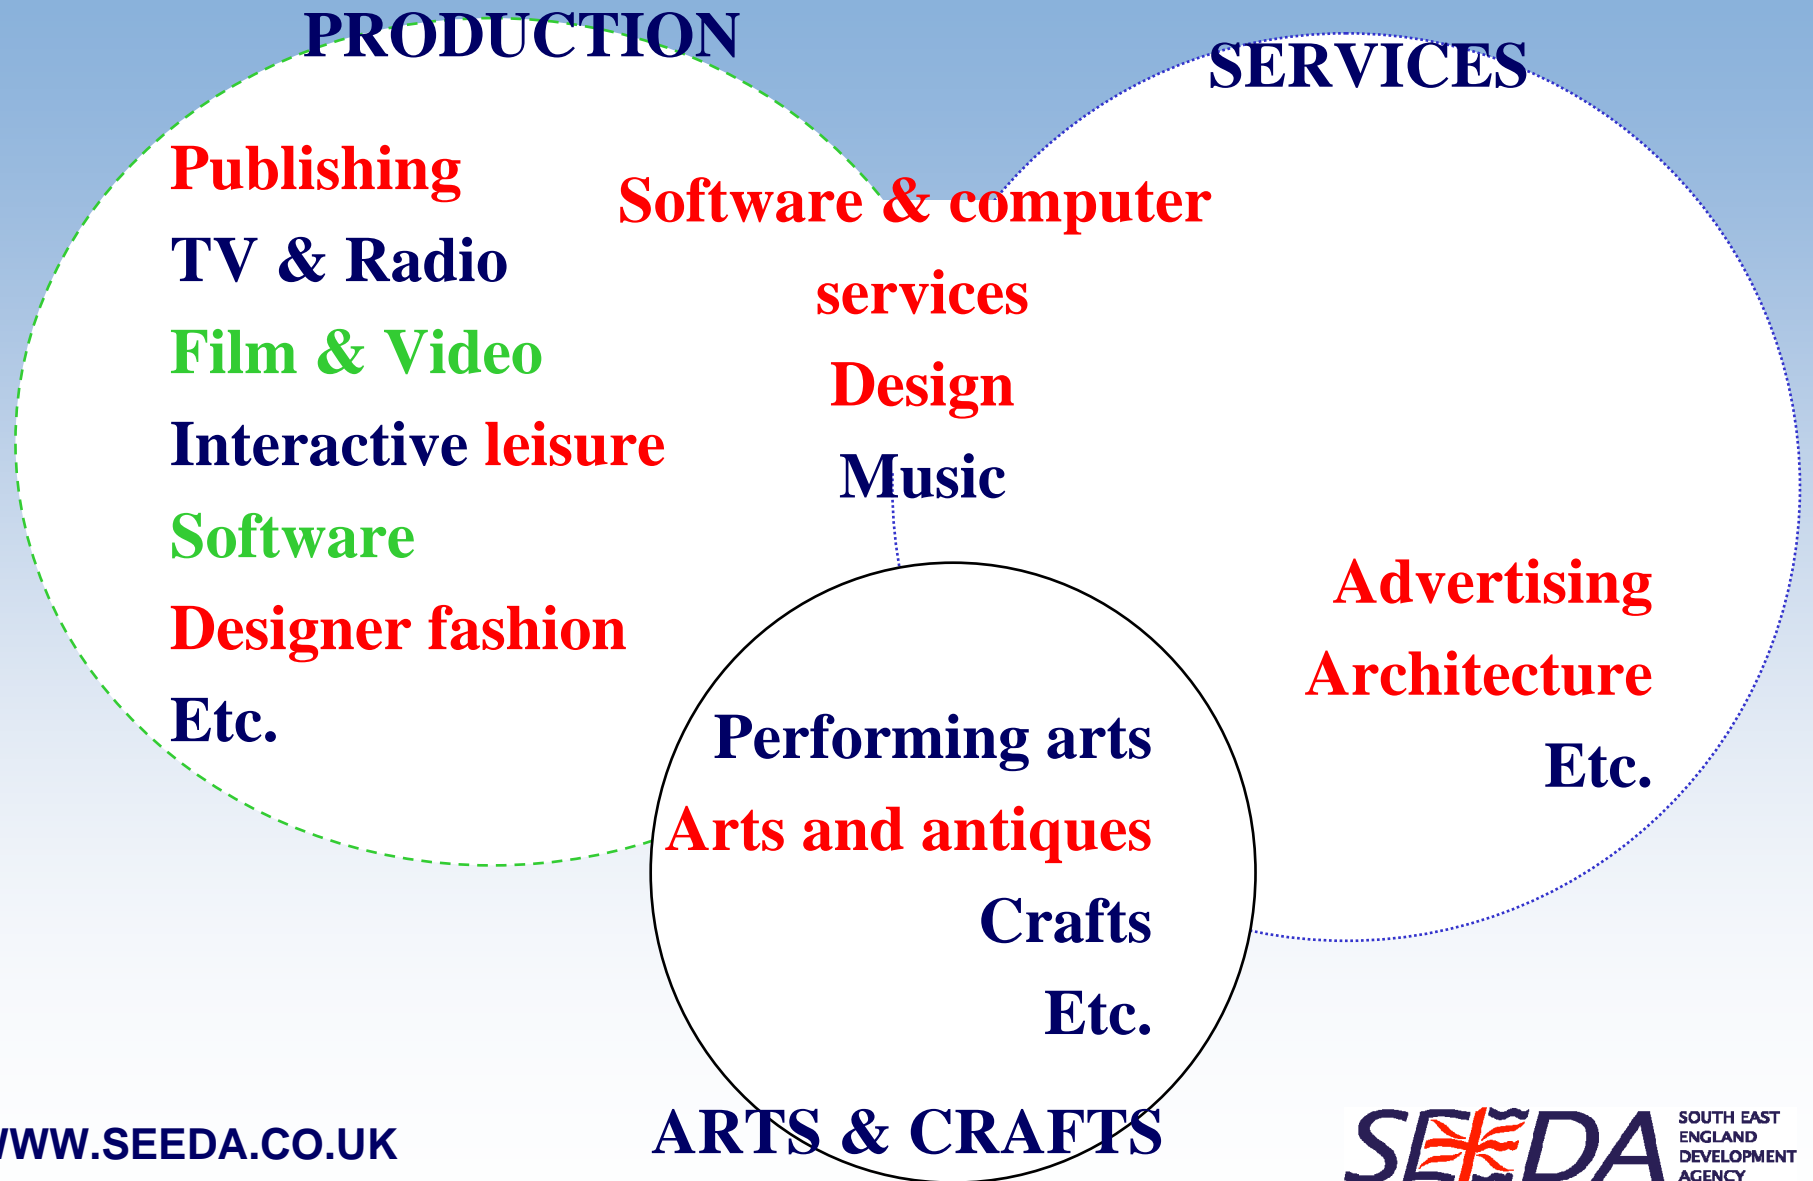 PRODUCTION
SERVICES
Publishing
TV & Radio
Film & Video
Interactive leisure
Software
Designer fashion
Etc.
Software & computer
services
Design
Music
Advertising
Architecture
Etc.
Performing arts
Arts and antiques
Crafts
Etc.
ARTS & CRAFTS
WWW.SEEDA.CO.UK
SEEDA
SOUTH EAST
ENGLAND
DEVELOPMENT
AGENCY